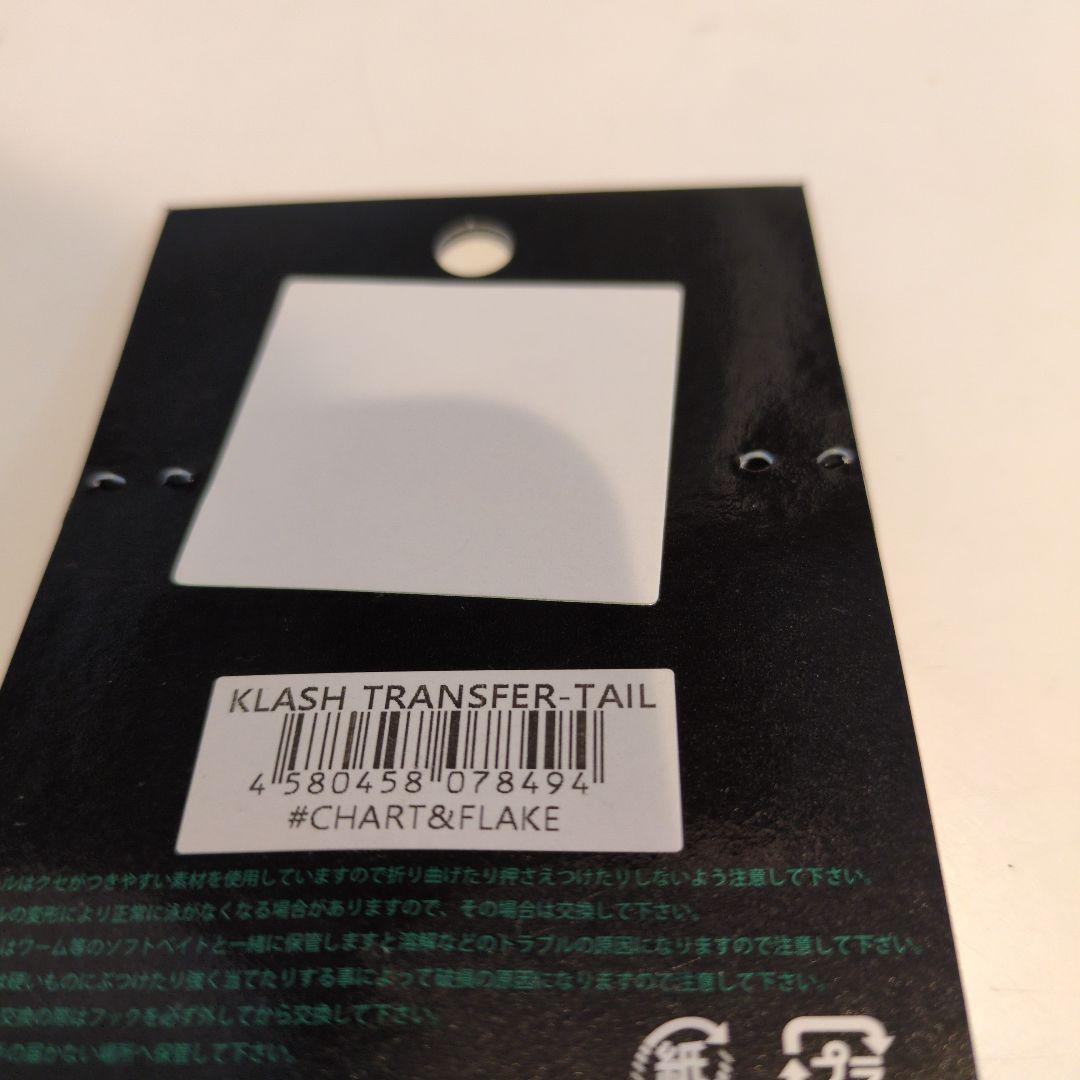 KLASH TRANSFER-TAIL
4 580458 078494
#CHART&FLAKE
ルはクセがつきやすい素材を使用していますので折り曲げたり押さえつけたりしないよう注意して下さい。
ルの変形により正常に泳がなくなる場合がありますので、その場合は交換して下さい。
はワーム等のソフトベイトと一緒に保管しますと溶解などのトラブルの原因になりますので注意して下さい。
は硬いものにぶつけたり強く当てたりする事によって破損の原因になりますので注意して下さい。
交換の際はフックを必ず外してから交換して下さい。
の届かない場所へ保管して下さい。
紙 プラ